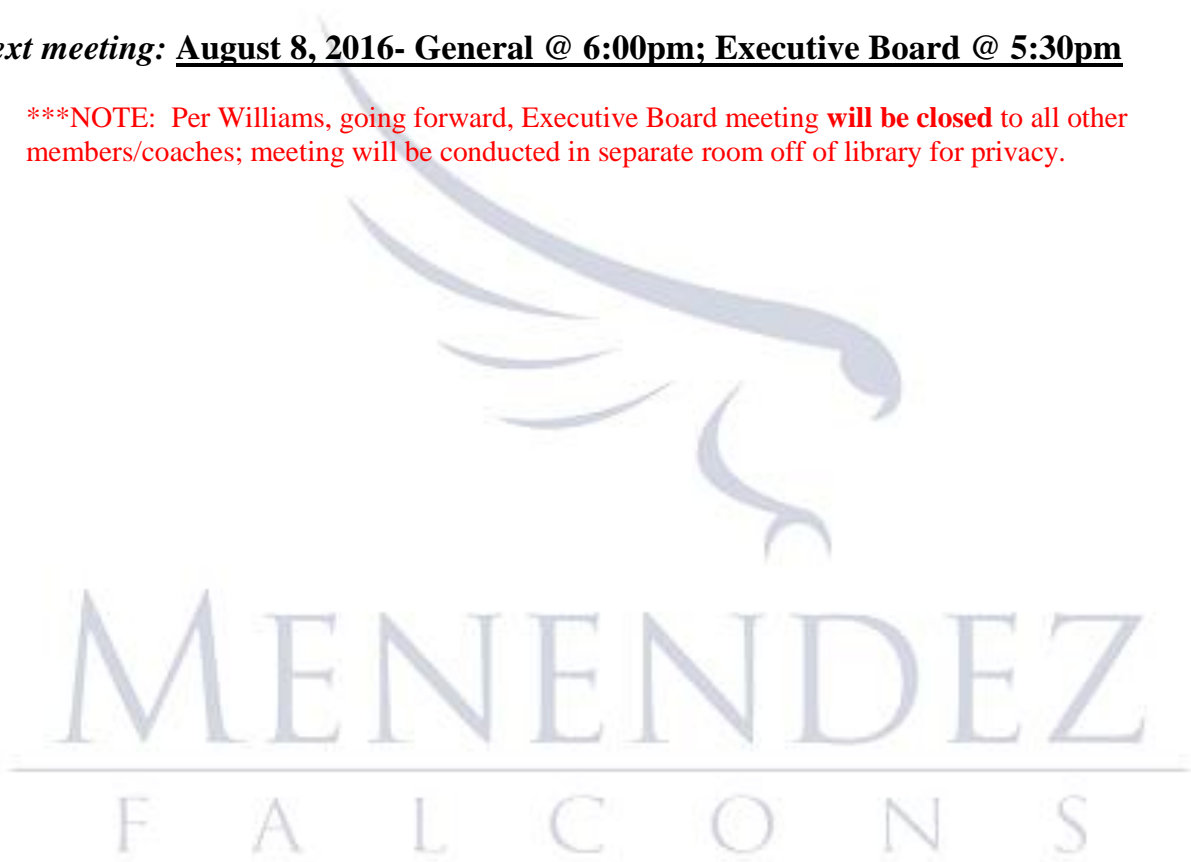 ext meeting: August 8, 2016- General @ 6:00pm; Executive Board @ 5:30pm
***NOTE:  Per Williams, going forward, Executive Board meeting will be closed to all other
members/coaches; meeting will be conducted in separate room off of library for privacy.
MENENDEZ
FALCONS